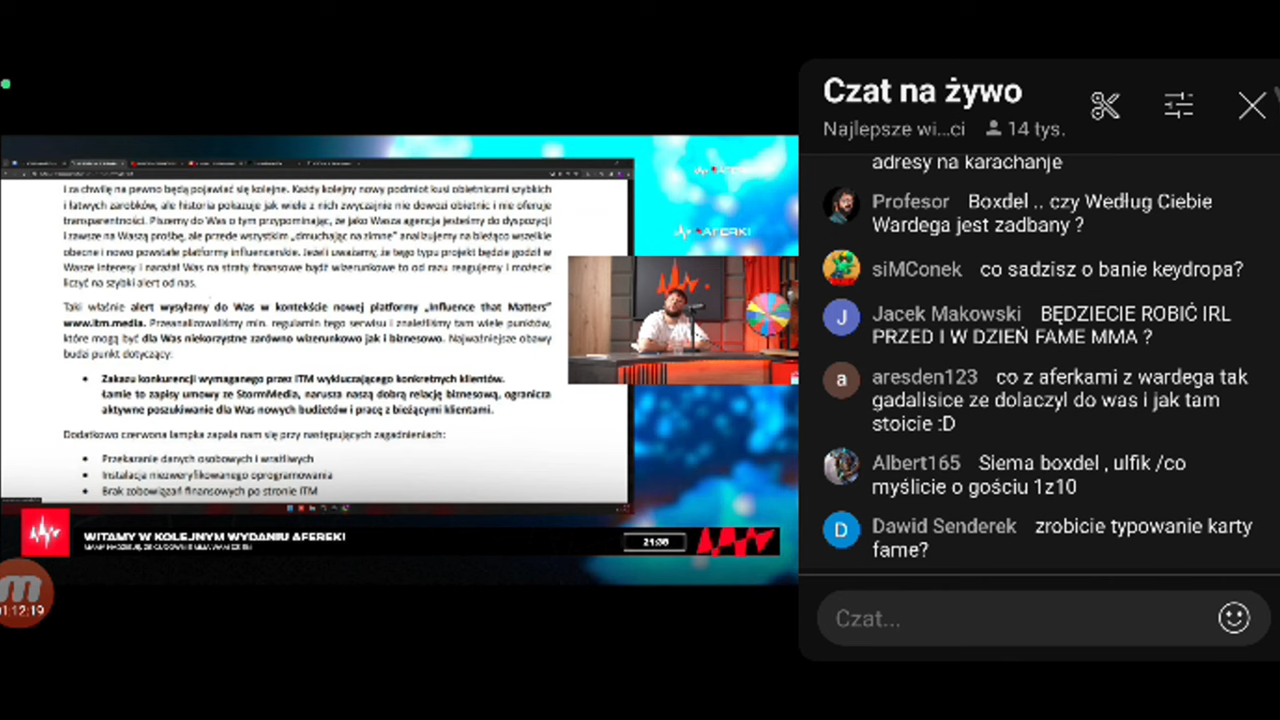 i za chwilę na pewno będą pojawiać się kolejne. Każdy kolejny nowy podmiot kusi obietnicami szybkich
i łatwych zarobków, ale historia pokazuje jak wiele z nich zwyczajnie nie dowozi obietnic i nie oferuje
transparentności. Piszemy do Was o tym przypominając, że jako Wasza agencja jesteśmy do dyspozycji
i zawsze na Waszą prośbę, ale przede wszystkim „dmuchając na zimne” analizujemy na bieżąco wszelkie
obecne i nowo powstałe platformy influencerskie. Jeżeli uważamy, że tego typu projekt będzie godził w
Wasze interesy i narażał Was na straty finansowe bądź wizerunkowe to od razu reagujemy i możecie
liczyć na szybki alert od nas.
Taki właśnie alert wysyłamy do Was w kontekście nowej platformy „Influence that Matters”
www.itm.media. Przeanalizowaliśmy min. regulamin tego serwisu i znaleźliśmy tam wiele punktów,
które mogą być dla Was niekorzystne zarówno wizerunkowo jak i biznesowo. Najważniejsze obawy
budzi punkt dotyczący:
• Zakazu konkurencji wymaganego przez ITM wykluczającego konkretnych klientów.
Łamie to zapisy umowy ze StormMedia, narusza naszą dobrą relację biznesową, ogranicza
aktywne poszukiwanie dla Was nowych budżetów i pracę z bieżącymi klientami.
Dodatkowo czerwona lampka zapala nam się przy następujących zagadnieniach:
• Przekazanie danych osobowych i wrażliwych
• Instalacja niezweryfikowanego oprogramowania
• Brak zobowiązań finansowych po stronie ITM
AFERKI
WITAMY W KOLEJNYM WYDANIU AFEREK!
21:38
01:12:19
Czat na żywo
Najlepsze wi...ci 14 tys.
adresy na karachanje
Profesor Boxdel .. czy Według Ciebie
Wardega jest zadbany ?
siMConek co sadzisz o banie keydropa?
Jacek Makowski BĘDZIECIE ROBIĆ IRL
PRZED I W DZIEŃ FAME MMA ?
aresden123 co z aferkami z wardega tak
gadalisice ze dolaczyl do was i jak tam
stoicie :D
Albert165 Siema boxdel , ulfik /co
myślicie o gościu 1z10
Dawid Senderek zrobicie typowanie karty
fame?
Czat...